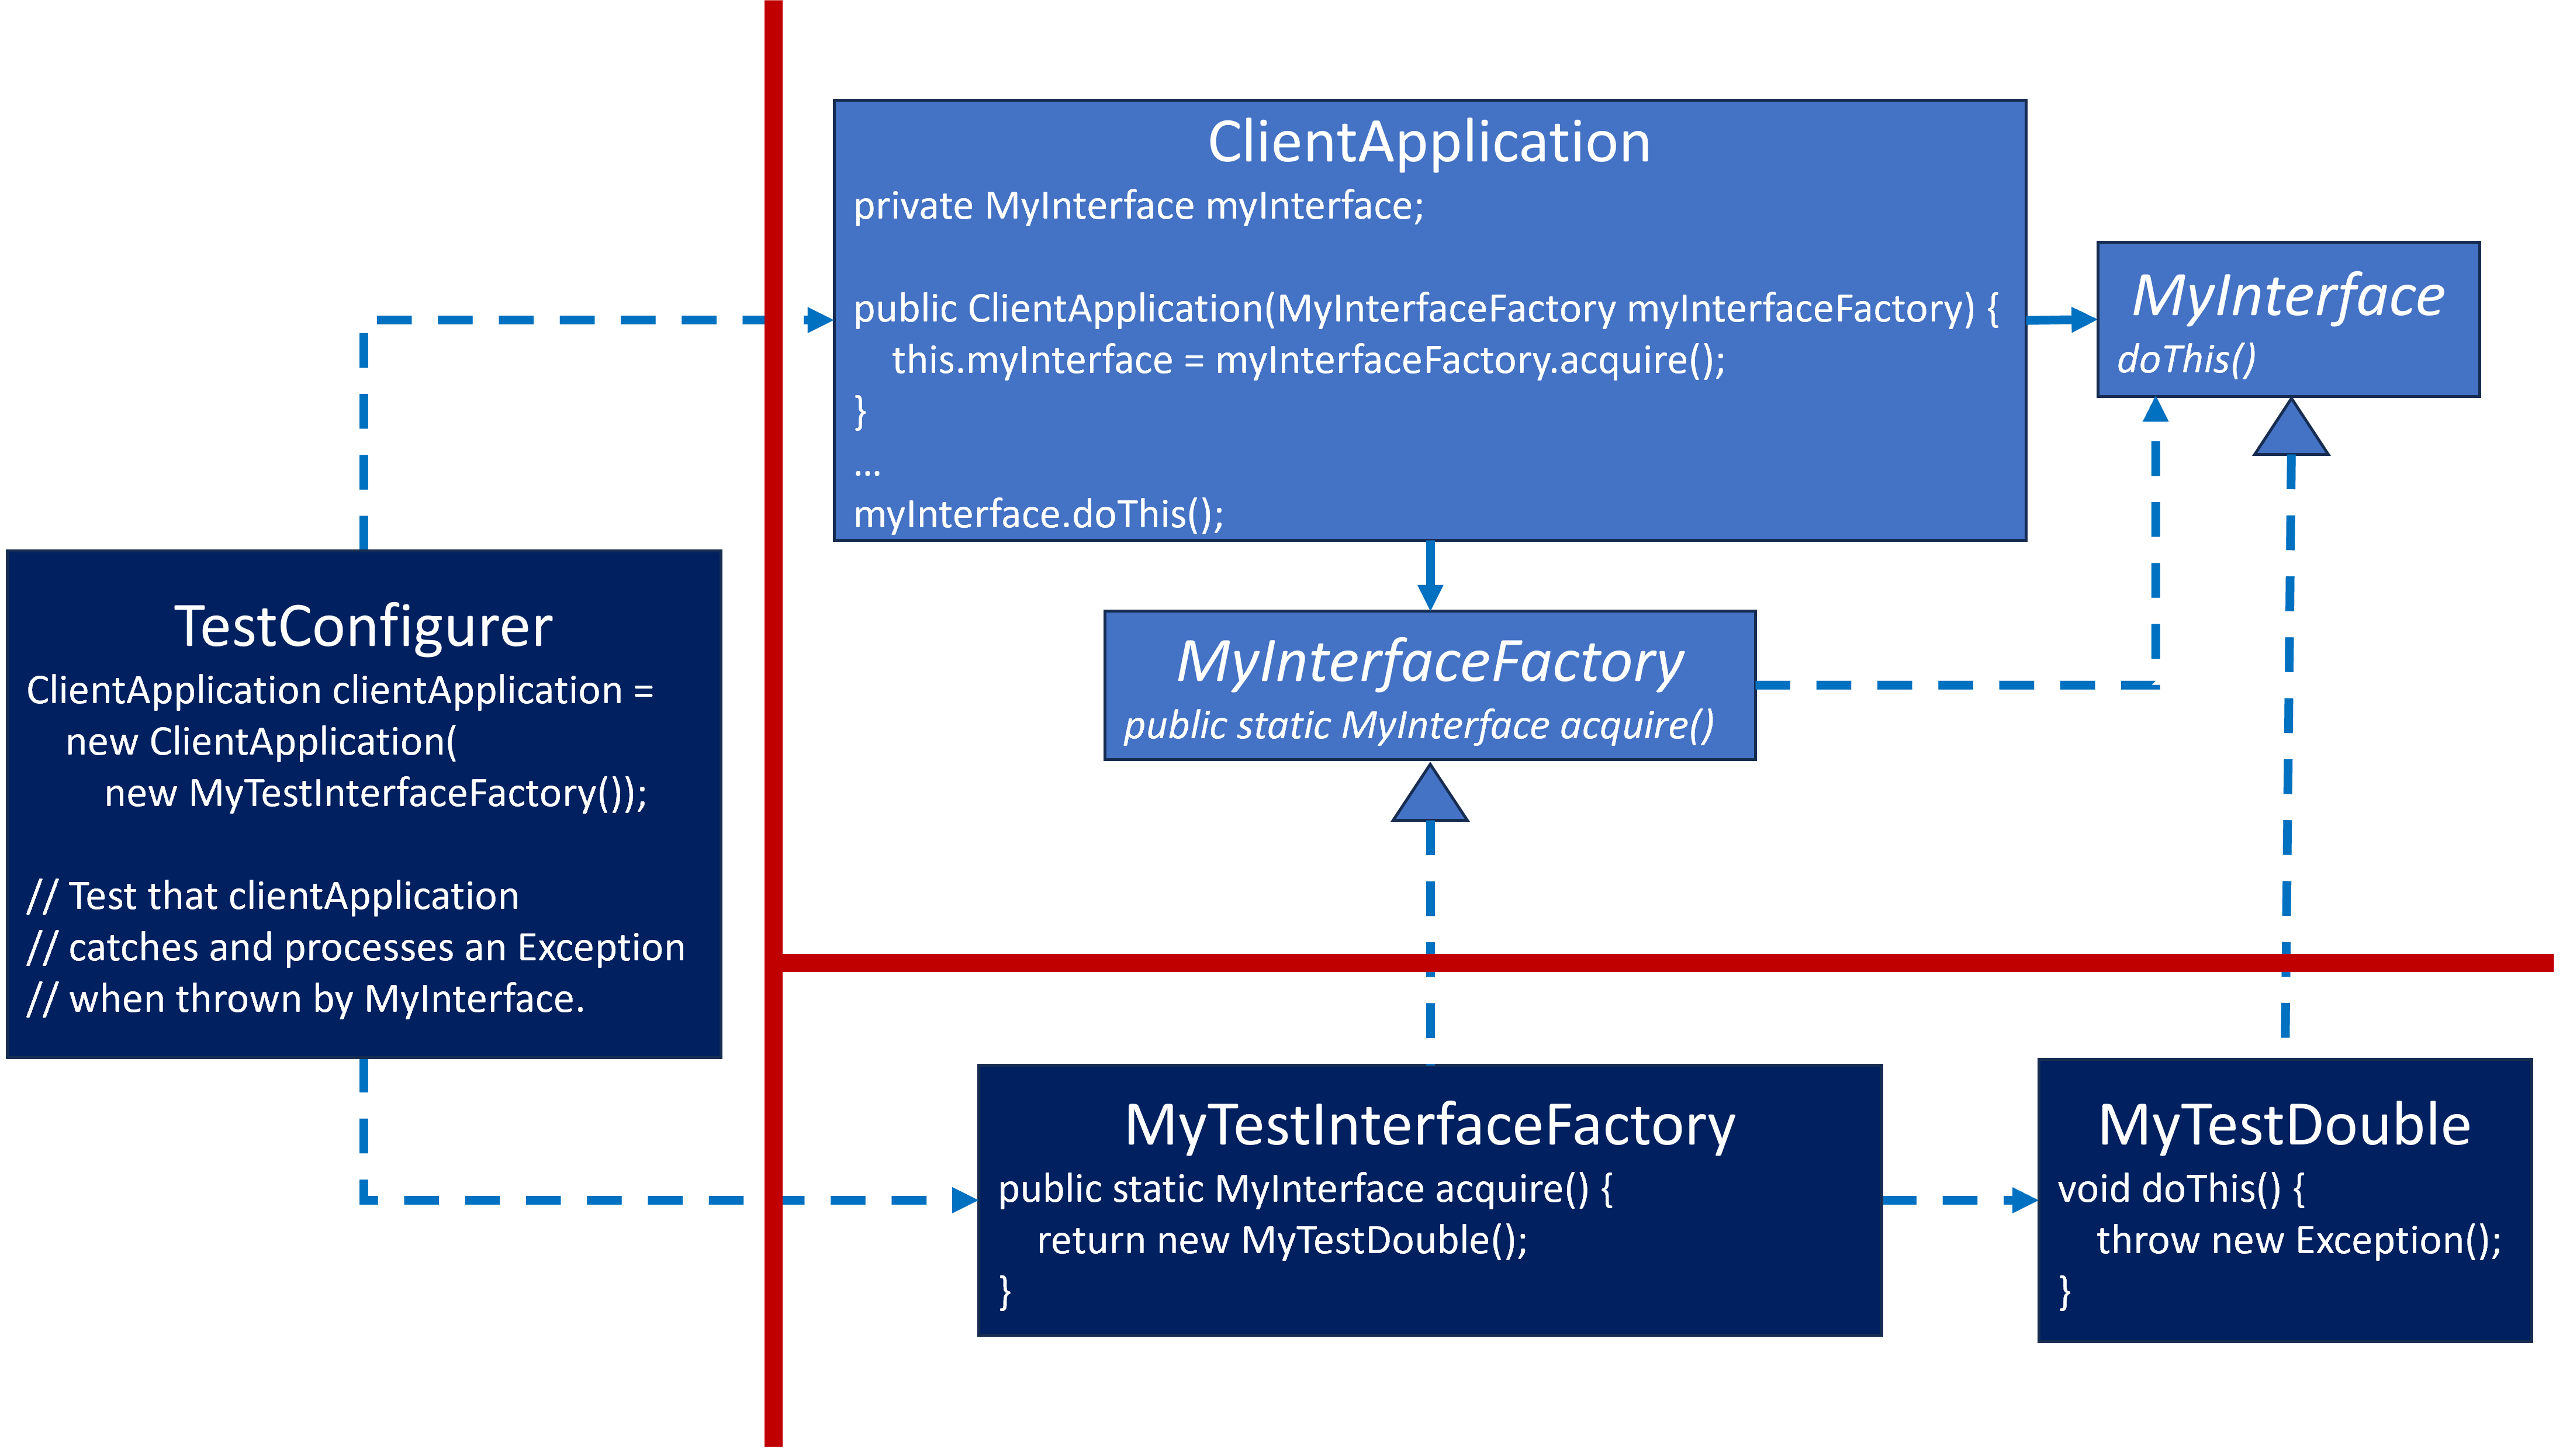 ClientApplication
private MyInterface myInterface;
public ClientApplication(MyInterfaceFactory myInterfaceFactory) {
this.myInterface = myInterfaceFactory.acquire();
}
...
myInterface.doThis();
MyInterface
doThis()
TestConfigurer
ClientApplication clientApplication =
new ClientApplication(
new MyTestInterfaceFactory());
// Test that clientApplication
// catches and processes an Exception
// when thrown by MyInterface.
MyInterfaceFactory
public static MyInterface acquire()
MyTestInterfaceFactory
public static MyInterface acquire() {
return new MyTestDouble();
}
MyTestDouble
void doThis() {
throw new Exception();
}